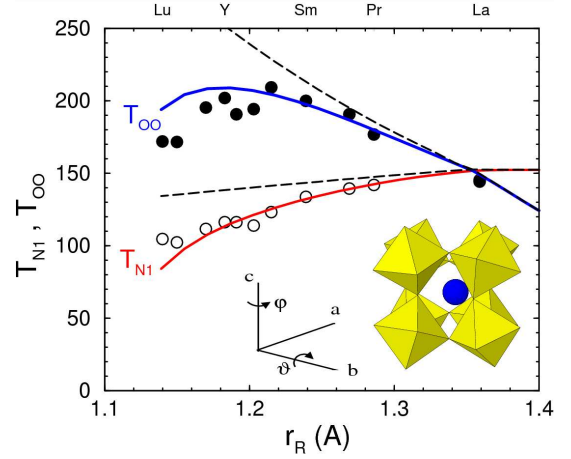 Lu Y Sm Pr La
250
200
150
100
50
0
T_OO
T_N1
T_N1 , T_OO
c
φ
a
ϑ
b
1.1 1.2 1.3 1.4
r_R (A)